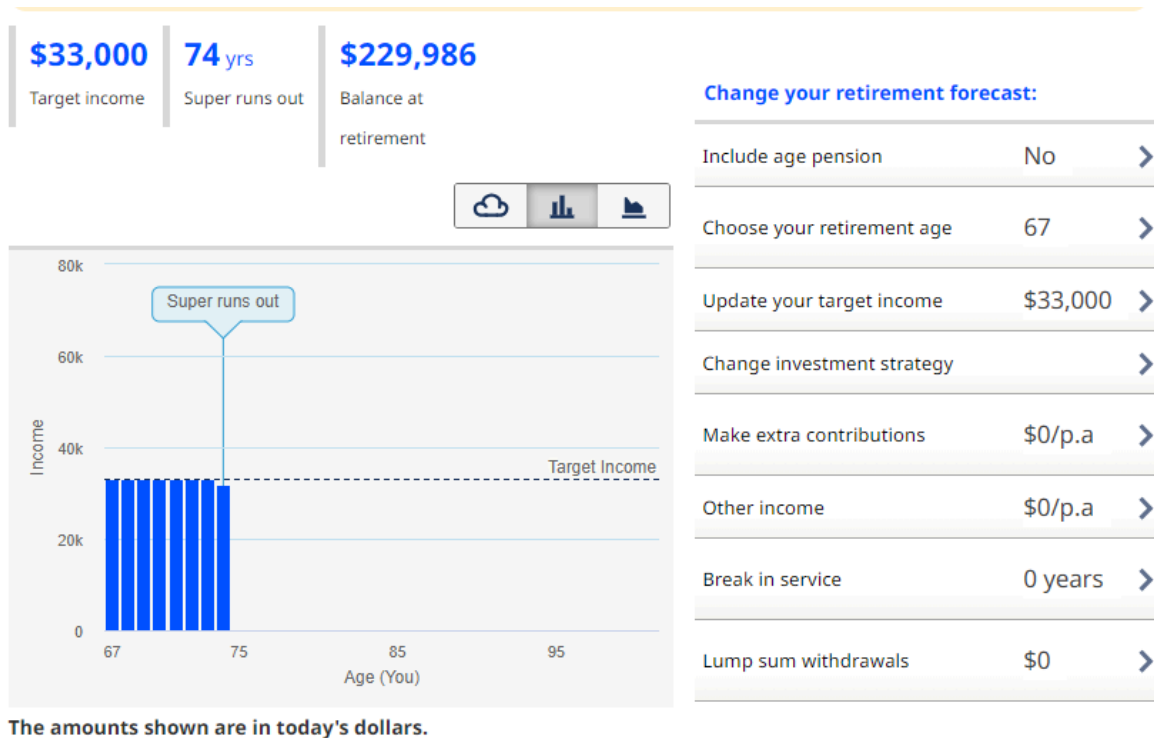 $33,000
Target income
74 yrs
Super runs out
$229,986
Balance at
retirement
80k
60k
40k
20k
0
Income
Super runs out
Target Income
67
75
85
95
Age (You)
The amounts shown are in today's dollars.
Change your retirement forecast:
Include age pension No
Choose your retirement age 67
Update your target income $33,000
Change investment strategy
Make extra contributions $0/p.a
Other income $0/p.a
Break in service 0 years
Lump sum withdrawals $0